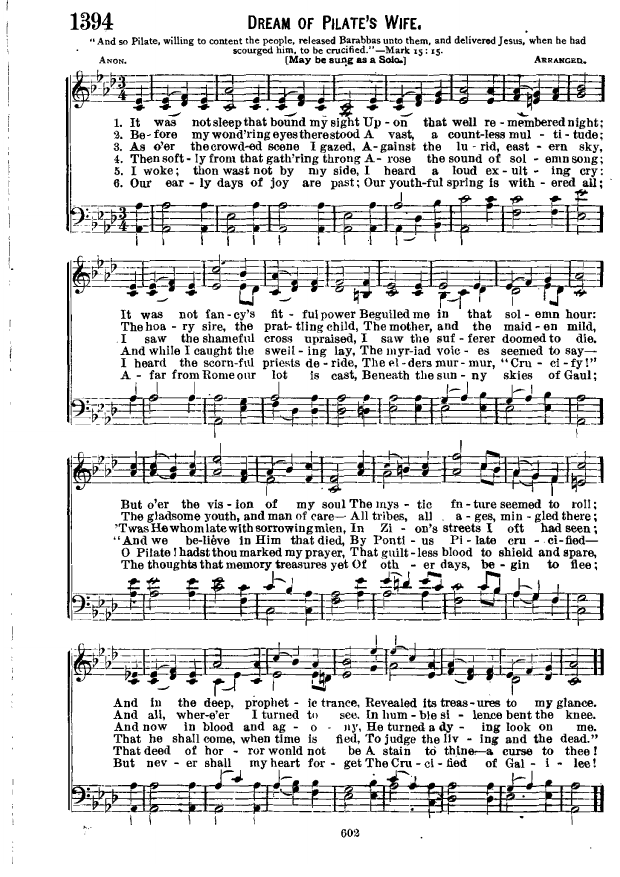 1394
DREAM OF PILATE'S WIFE.
"And so Pilate, willing to content the people, released Barabbas unto them, and delivered Jesus, when he had
scourged him, to be crucified."—Mark 15:15.
ANON. (May be sung as a Solo.) ARRANGED.
1. It was not sleep that bound my sight Up - on that well re - membered night;
2. Be - fore my wond'ring eyes there stood A vast, a count-less mul - ti - tude;
3. As o'er the crowd-ed scene I gazed, A-gainst the lu - rid, east - ern sky,
4. Then soft - ly from that gath'ring throng A - rose the sound of sol - emn song;
5. I woke; thou wast not by my side, I heard a loud ex - ult - ing cry:
6. Our ear - ly days of joy are past; Our youth-ful spring is with - ered all;
It was not fan-cy's fit - ful power Beguiled me in that sol - emn hour:
The hoa - ry sire, the prat - tling child, The mother, and the maid - en mild,
I saw the shameful cross upraised, I saw the suf - ferer doomed to die.
And while I caught the swell - ing lay, The myr-iad voic - es seemed to say—
I heard the scorn-ful priests de - ride, The el - ders mur - mur, "Cru - ci - fy!"
A - far from Rome our lot is cast, Beneath the sun - ny skies of Gaul;
But o'er the vis - ion of my soul The mys - tic fu-ture seemed to roll;
The gladsome youth, and man of care— All tribes, all a - ges, min - gled there;
'Twas He whom late with sorrowing mien, In Zi - on's streets I oft had seen;
"And we be-lieve in Him that died, By Pont - ius Pi - late cru - ci-fied—
O Pilate! hadst thou marked my prayer, That guilt-less blood to shield and spare,
The thoughts that memory treasures yet Of oth - er days, be - gin to flee;
And in the deep, prophet - ic trance, Revealed its treas-ures to my glance.
And all, wher-e'er I turned to see, In hum-ble si - lence bent the knee.
And now in blood and ag - o - ny, He turned a dy - ing look on me.
That he shall come, when time is fied, To judge the liv - ing and the dead."
That deed of hor - ror would not be A stain to thine—a curse to thee!
But nev - er shall my heart for - get The Cru - ci - fied of Gal - i - lee!
602